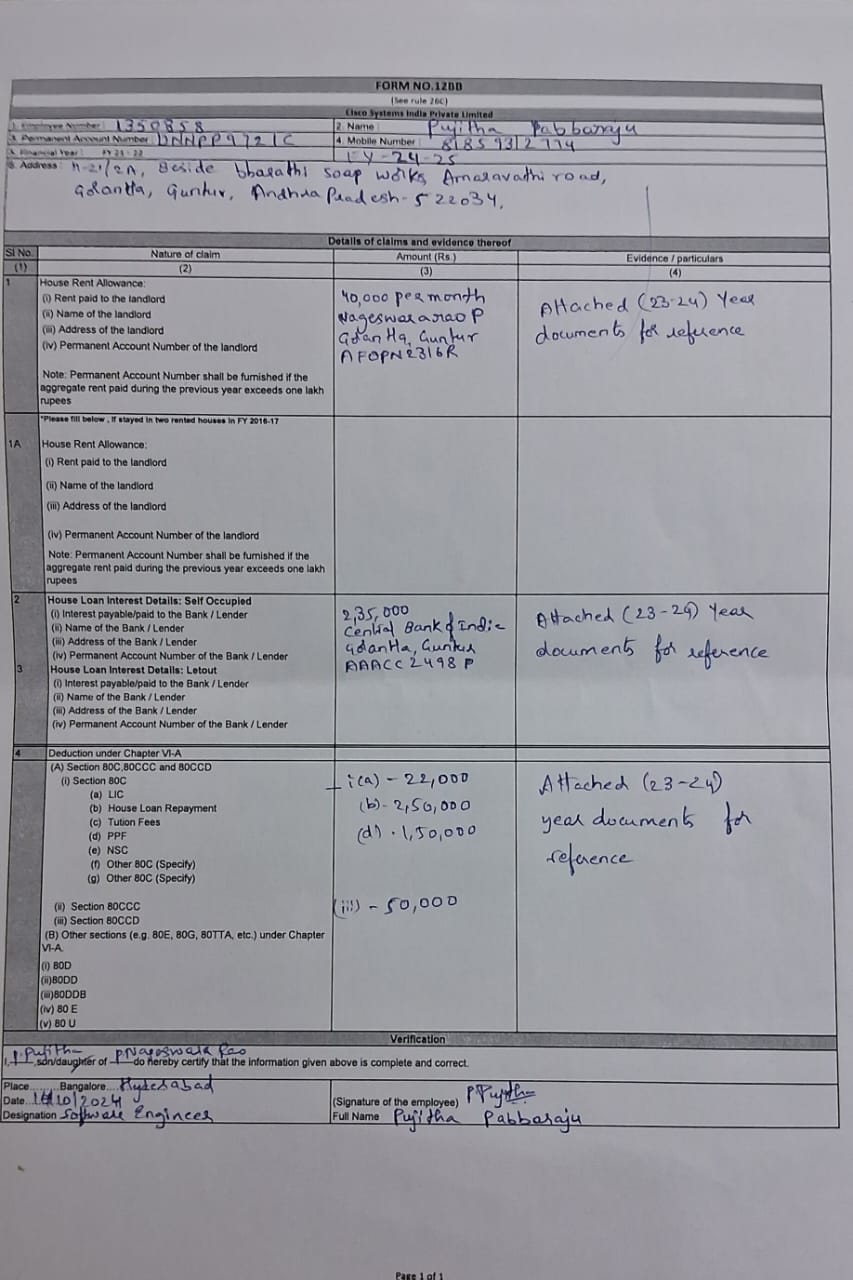 FORM NO.12BB
(See rule 26C)
Cisco Systems India Private Limited
1. Employee Number : 1350858 2. Name : Pujitha Pabbaraju
3. Permanent Account Number 4. Mobile Number :
5. Financial Year FY 21-22 FY-24-25
6. Address : Beside bharathi soap works, Amaravathi road,
Gorantla, Guntur, Andhra Pradesh-522034.
Details of claims and evidence thereof
Sl No. Nature of claim Amount (Rs.) Evidence / particulars
(1) (2) (3) (4)
1 House Rent Allowance:
(i) Rent paid to the landlord 40,000 per month Attached (23-24) Year
(ii) Name of the landlord Nageswararao P
(iii) Address of the landlord Gorantla, Guntur documents for reference
(iv) Permanent Account Number of the landlord AFOPN2316R
Note: Permanent Account Number shall be furnished if the
aggregate rent paid during the previous year exceeds one lakh
rupees
*Please fill below , if stayed in two rented houses in FY 2016-17
1A House Rent Allowance:
(i) Rent paid to the landlord
(ii) Name of the landlord
(iii) Address of the landlord
(iv) Permanent Account Number of the landlord
Note: Permanent Account Number shall be furnished if the
aggregate rent paid during the previous year exceeds one lakh
rupees
2 House Loan Interest Details: Self Occupied
(i) Interest payable/paid to the Bank / Lender 2,35,000 Attached (23-24) Year
(ii) Name of the Bank / Lender Central Bank of India
(iii) Address of the Bank / Lender Gorantla, Guntur documents for reference
(iv) Permanent Account Number of the Bank / Lender AAACC2498P
3 House Loan Interest Details: Letout
(i) Interest payable/paid to the Bank / Lender
(ii) Name of the Bank / Lender
(iii) Address of the Bank / Lender
(iv) Permanent Account Number of the Bank / Lender
4 Deduction under Chapter VI-A
(A) Section 80C,80CCC and 80CCD
(i) Section 80C i(a) - 22,000 Attached (23-24)
(a) LIC
(b) House Loan Repayment (b)- 2,50,000 year documents for
(c) Tution Fees
(d) PPF (d) - 1,50,000
(e) NSC reference
(f) Other 80C (Specify)
(g) Other 80C (Specify)
(ii) Section 80CCC (iii) - 50,000
(iii) Section 80CCD
(B) Other sections (e.g. 80E, 80G, 80TTA, etc.) under Chapter
VI-A.
(i) 80D
(ii)80DD
(iii)80DDB
(iv) 80 E
(v) 80 U
Verification
I, P. Pujitha son/daughter of P Nageswara Rao do hereby certify that the information given above is complete and correct.
Place.......Bangalore.... Hyderabad
Date. /10/2024 (Signature of the employee) P Pujitha
Designation Software Engineer Full Name Pujitha Pabbaraju
Page 1 of 1